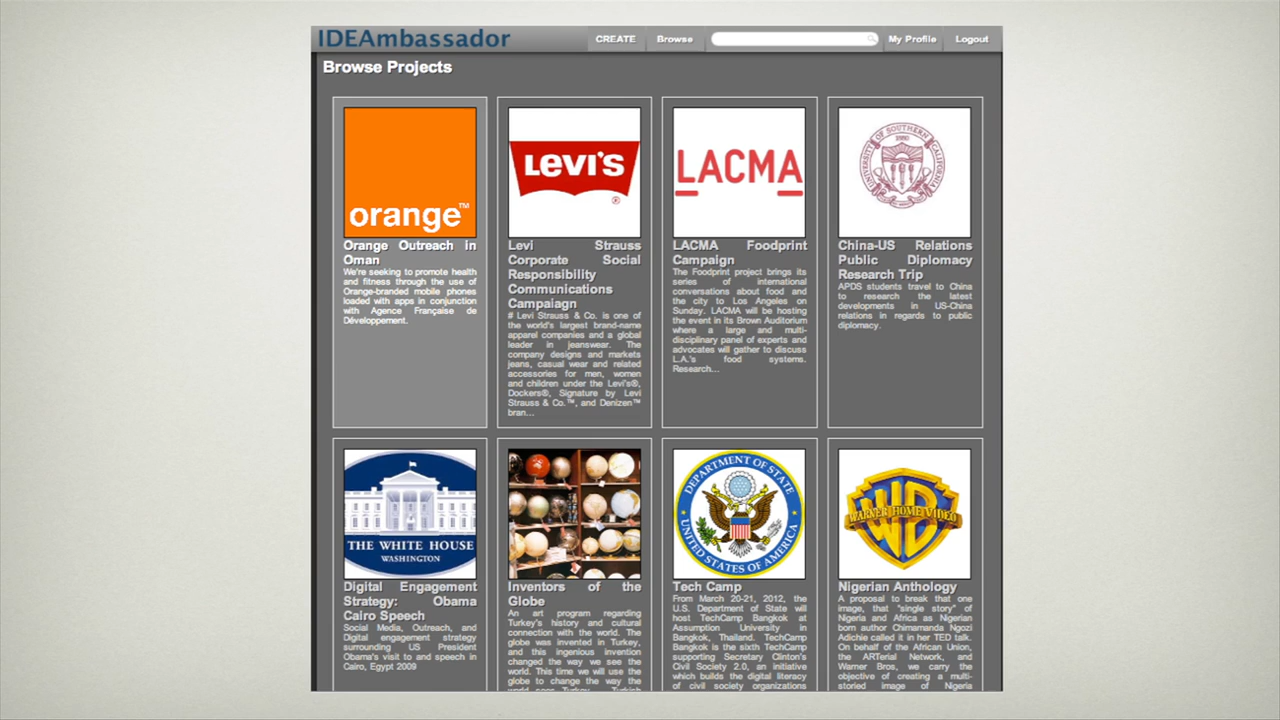 IDEAmbassador
CREATE
Browse
My Profile
Logout
Browse Projects
orange™
Orange Outreach in
Oman
We're seeking to promote health
and fitness through the use of
Orange-branded mobile phones
loaded with apps in conjunction
with Agence Française de
Développement.
LEVI'S
®
Levi Strauss
Corporate Social
Responsibility
Communications
Campaiagn
# Levi Strauss & Co. is one of
the world's largest brand-name
apparel companies and a global
leader in jeanswear. The
company designs and markets
jeans, casual wear and related
accessories for men, women
and children under the Levi's®,
Dockers®, Signature by Levi
Strauss & Co.™, and Denizen™
bran...
LACMA
LACMA Foodprint
Campaign
The Foodprint project brings its
series of international
conversations about food and
the city to Los Angeles on
Sunday. LACMA will be hosting
the event in its Brown Auditorium
where a large and multi-
disciplinary panel of experts and
advocates will gather to discuss
L.A.'s food systems.
Research...
UNIVERSITY OF SOUTHERN CALIFORNIA
1880
China-US Relations
Public Diplomacy
Research Trip
APDS students travel to China
to research the latest
developments in US-China
relations in regards to public
diplomacy.
THE WHITE HOUSE
WASHINGTON
Digital Engagement
Strategy: Obama
Cairo Speech
Social Media, Outreach, and
Digital engagement strategy
surrounding US President
Obama's visit to and speech in
Cairo, Egypt 2009
Inventors of the
Globe
An art program regarding
Turkey's history and cultural
connection with the world. The
globe was invented in Turkey,
and this ingenious invention
changed the way we see the
world. This time we will use the
globe to change the way the
world sees Turkey. Turkish
DEPARTMENT OF STATE
UNITED STATES OF AMERICA
Tech Camp
From March 20-21, 2012, the
U.S. Department of State will
host TechCamp Bangkok at
Assumption University in
Bangkok, Thailand. TechCamp
Bangkok is the sixth TechCamp
supporting Secretary Clinton's
Civil Society 2.0, an initiative
which builds the digital literacy
of civil society organizations
WB
WARNER HOME VIDEO
Nigerian Anthology
A proposal to break that one
image, that "single story" of
Nigeria and Africa as Nigerian
born author Chimamanda Ngozi
Adichie called it in her TED talk.
On behalf of the African Union,
the ARTerial Network, and
Warner Bros, we carry the
objective of creating a multi-
storied image of Nigeria